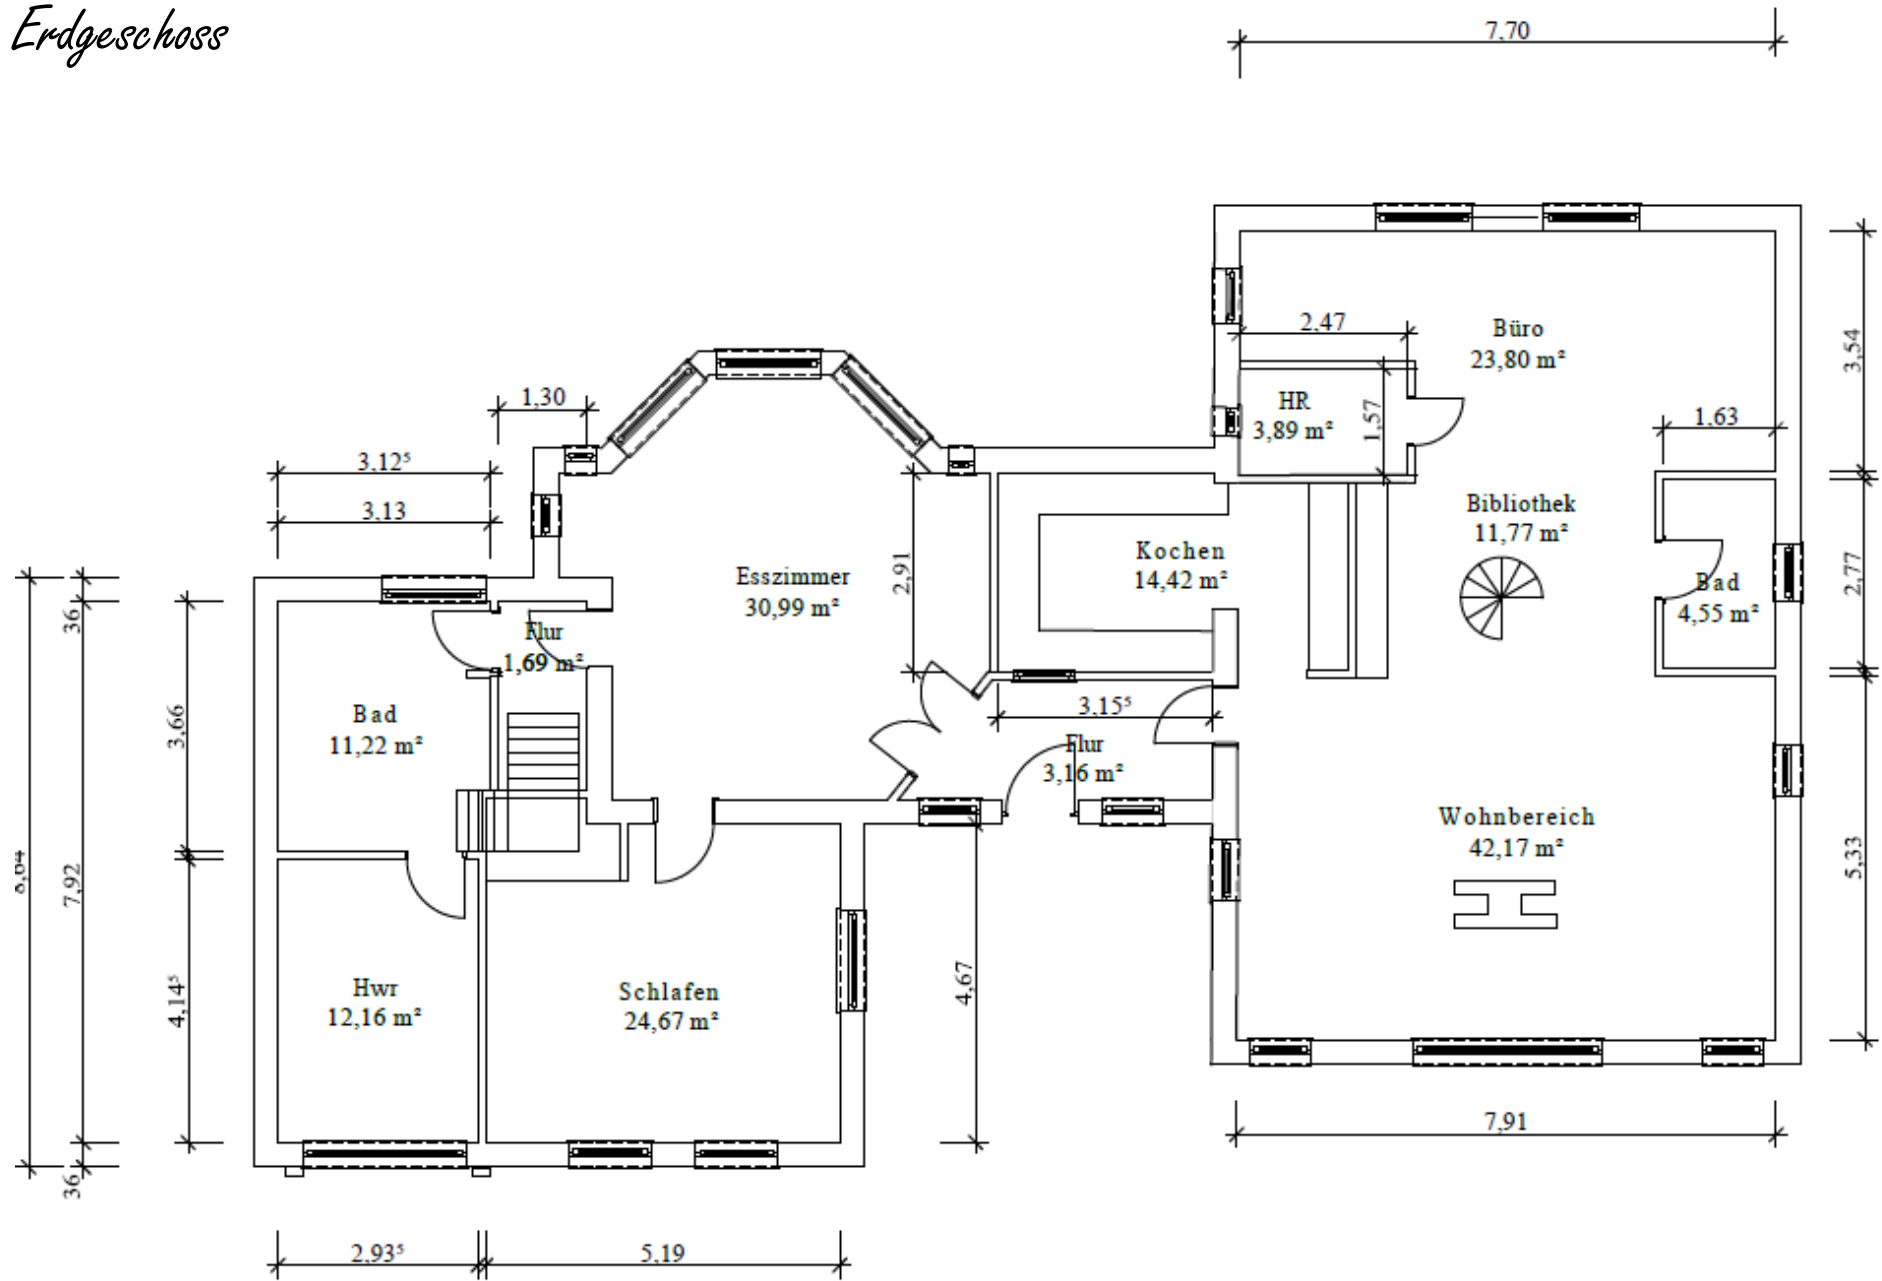 Erdgeschoss
7,70
2,47
Büro
23,80 m²
3,54
HR
3,89 m²
1,57
1,63
1,30
3,12⁵
3,13
Bibliothek
11,77 m²
Kochen
14,42 m²
2,91
Esszimmer
30,99 m²
2,77
Bad
4,55 m²
36
Flur
1,69 m²
3,66
Bad
11,22 m²
3,15⁵
Flur
3,16 m²
Wohnbereich
42,17 m²
5,33
7,92
4,14⁵
Hwr
12,16 m²
Schlafen
24,67 m²
4,67
7,91
36
2,93⁵
5,19